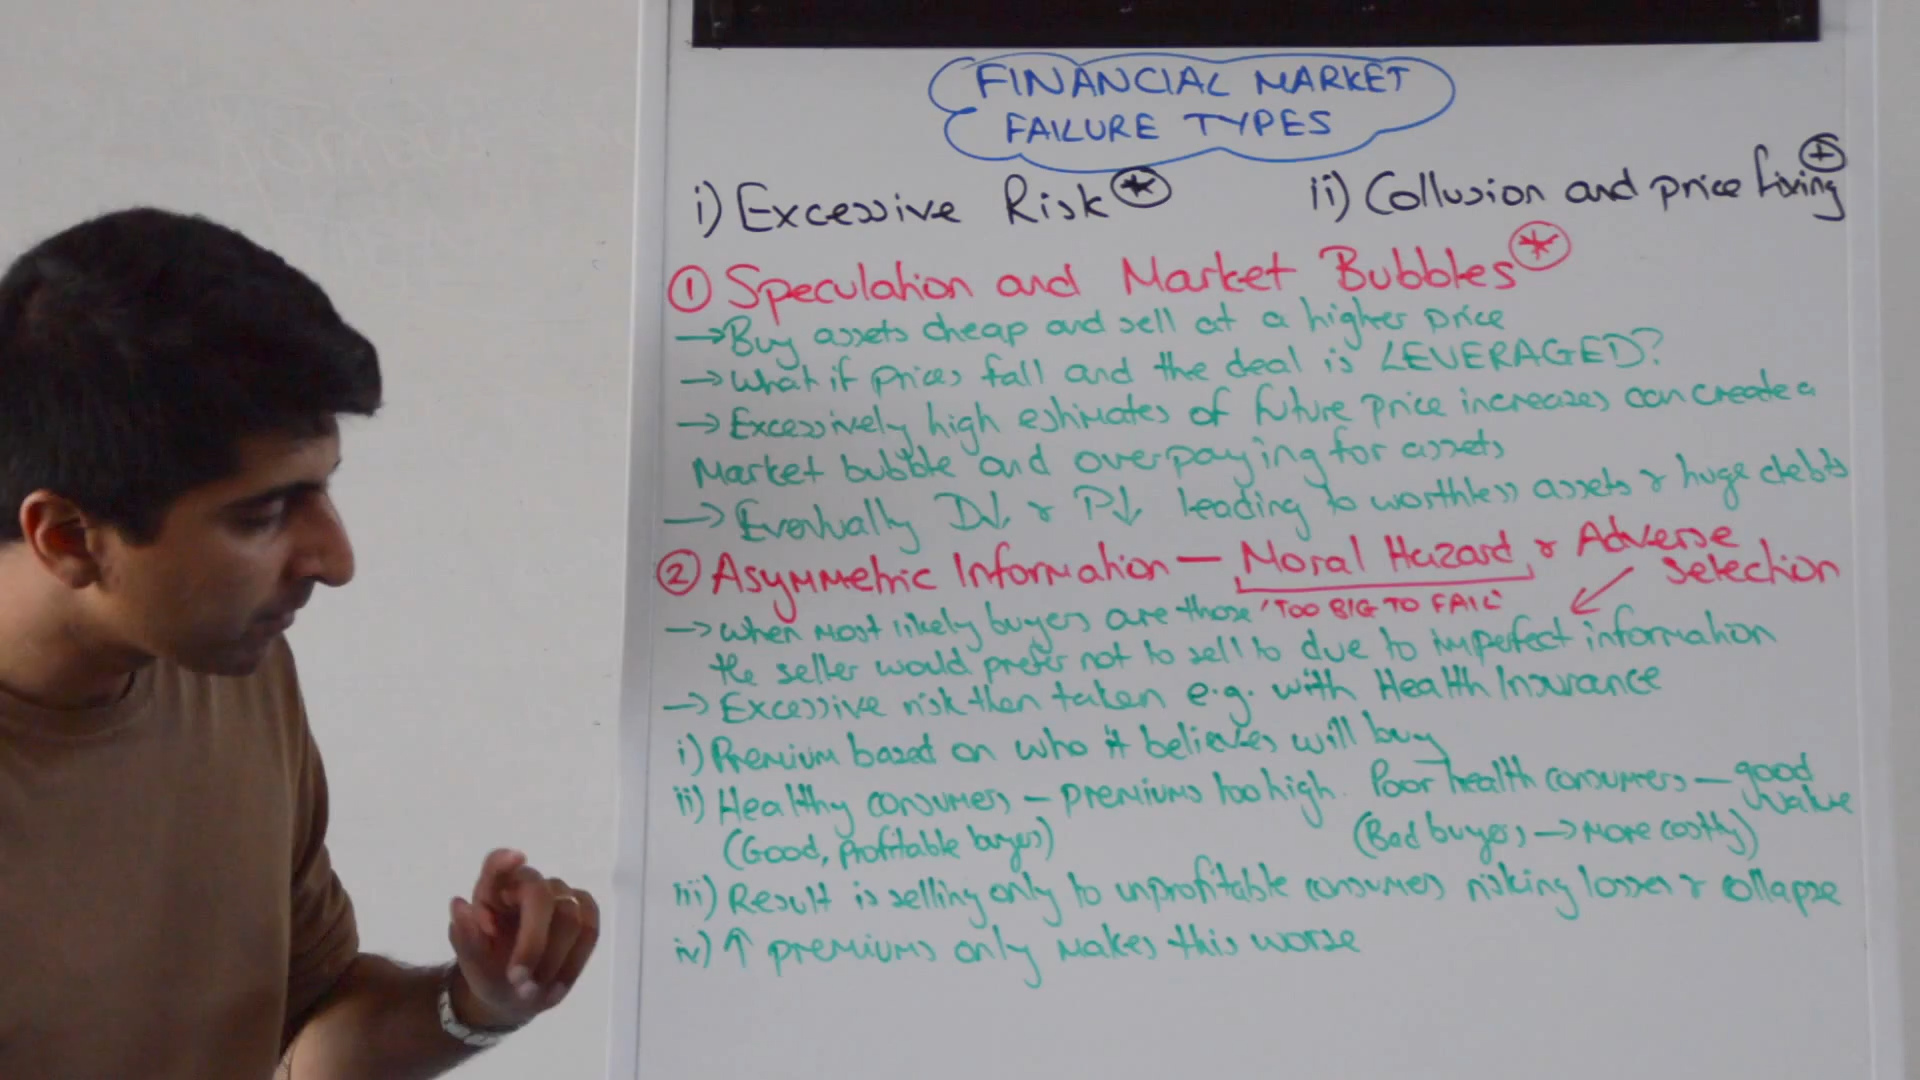 FINANCIAL MARKET
FAILURE TYPES
i) Excessive Risk * ii) Collusion and price fixing +
① Speculation and Market Bubbles *
→ Buy assets cheap and sell at a higher price
→ What if prices fall and the deal is LEVERAGED?
→ Excessively high estimates of future price increases can create a
Market bubble and overpaying for assets
→ Eventually D↓ & P↓ leading to worthless assets & huge debts
② Asymmetric Information — Moral Hazard & Adverse
Selection
'TOO BIG TO FAIL'
→ When most likely buyers are those
the seller would prefer not to sell to due to imperfect information
→ Excessive risk then taken e.g. with Health Insurance
i) Premium based on who it believes will buy
ii) Healthy consumers – premiums too high. Poor health consumers – good
value
(Good, profitable buyers) (Bad buyers → more costly)
iii) Result is selling only to unprofitable consumers risking losses & collapse
iv) ↑ premiums only makes this worse